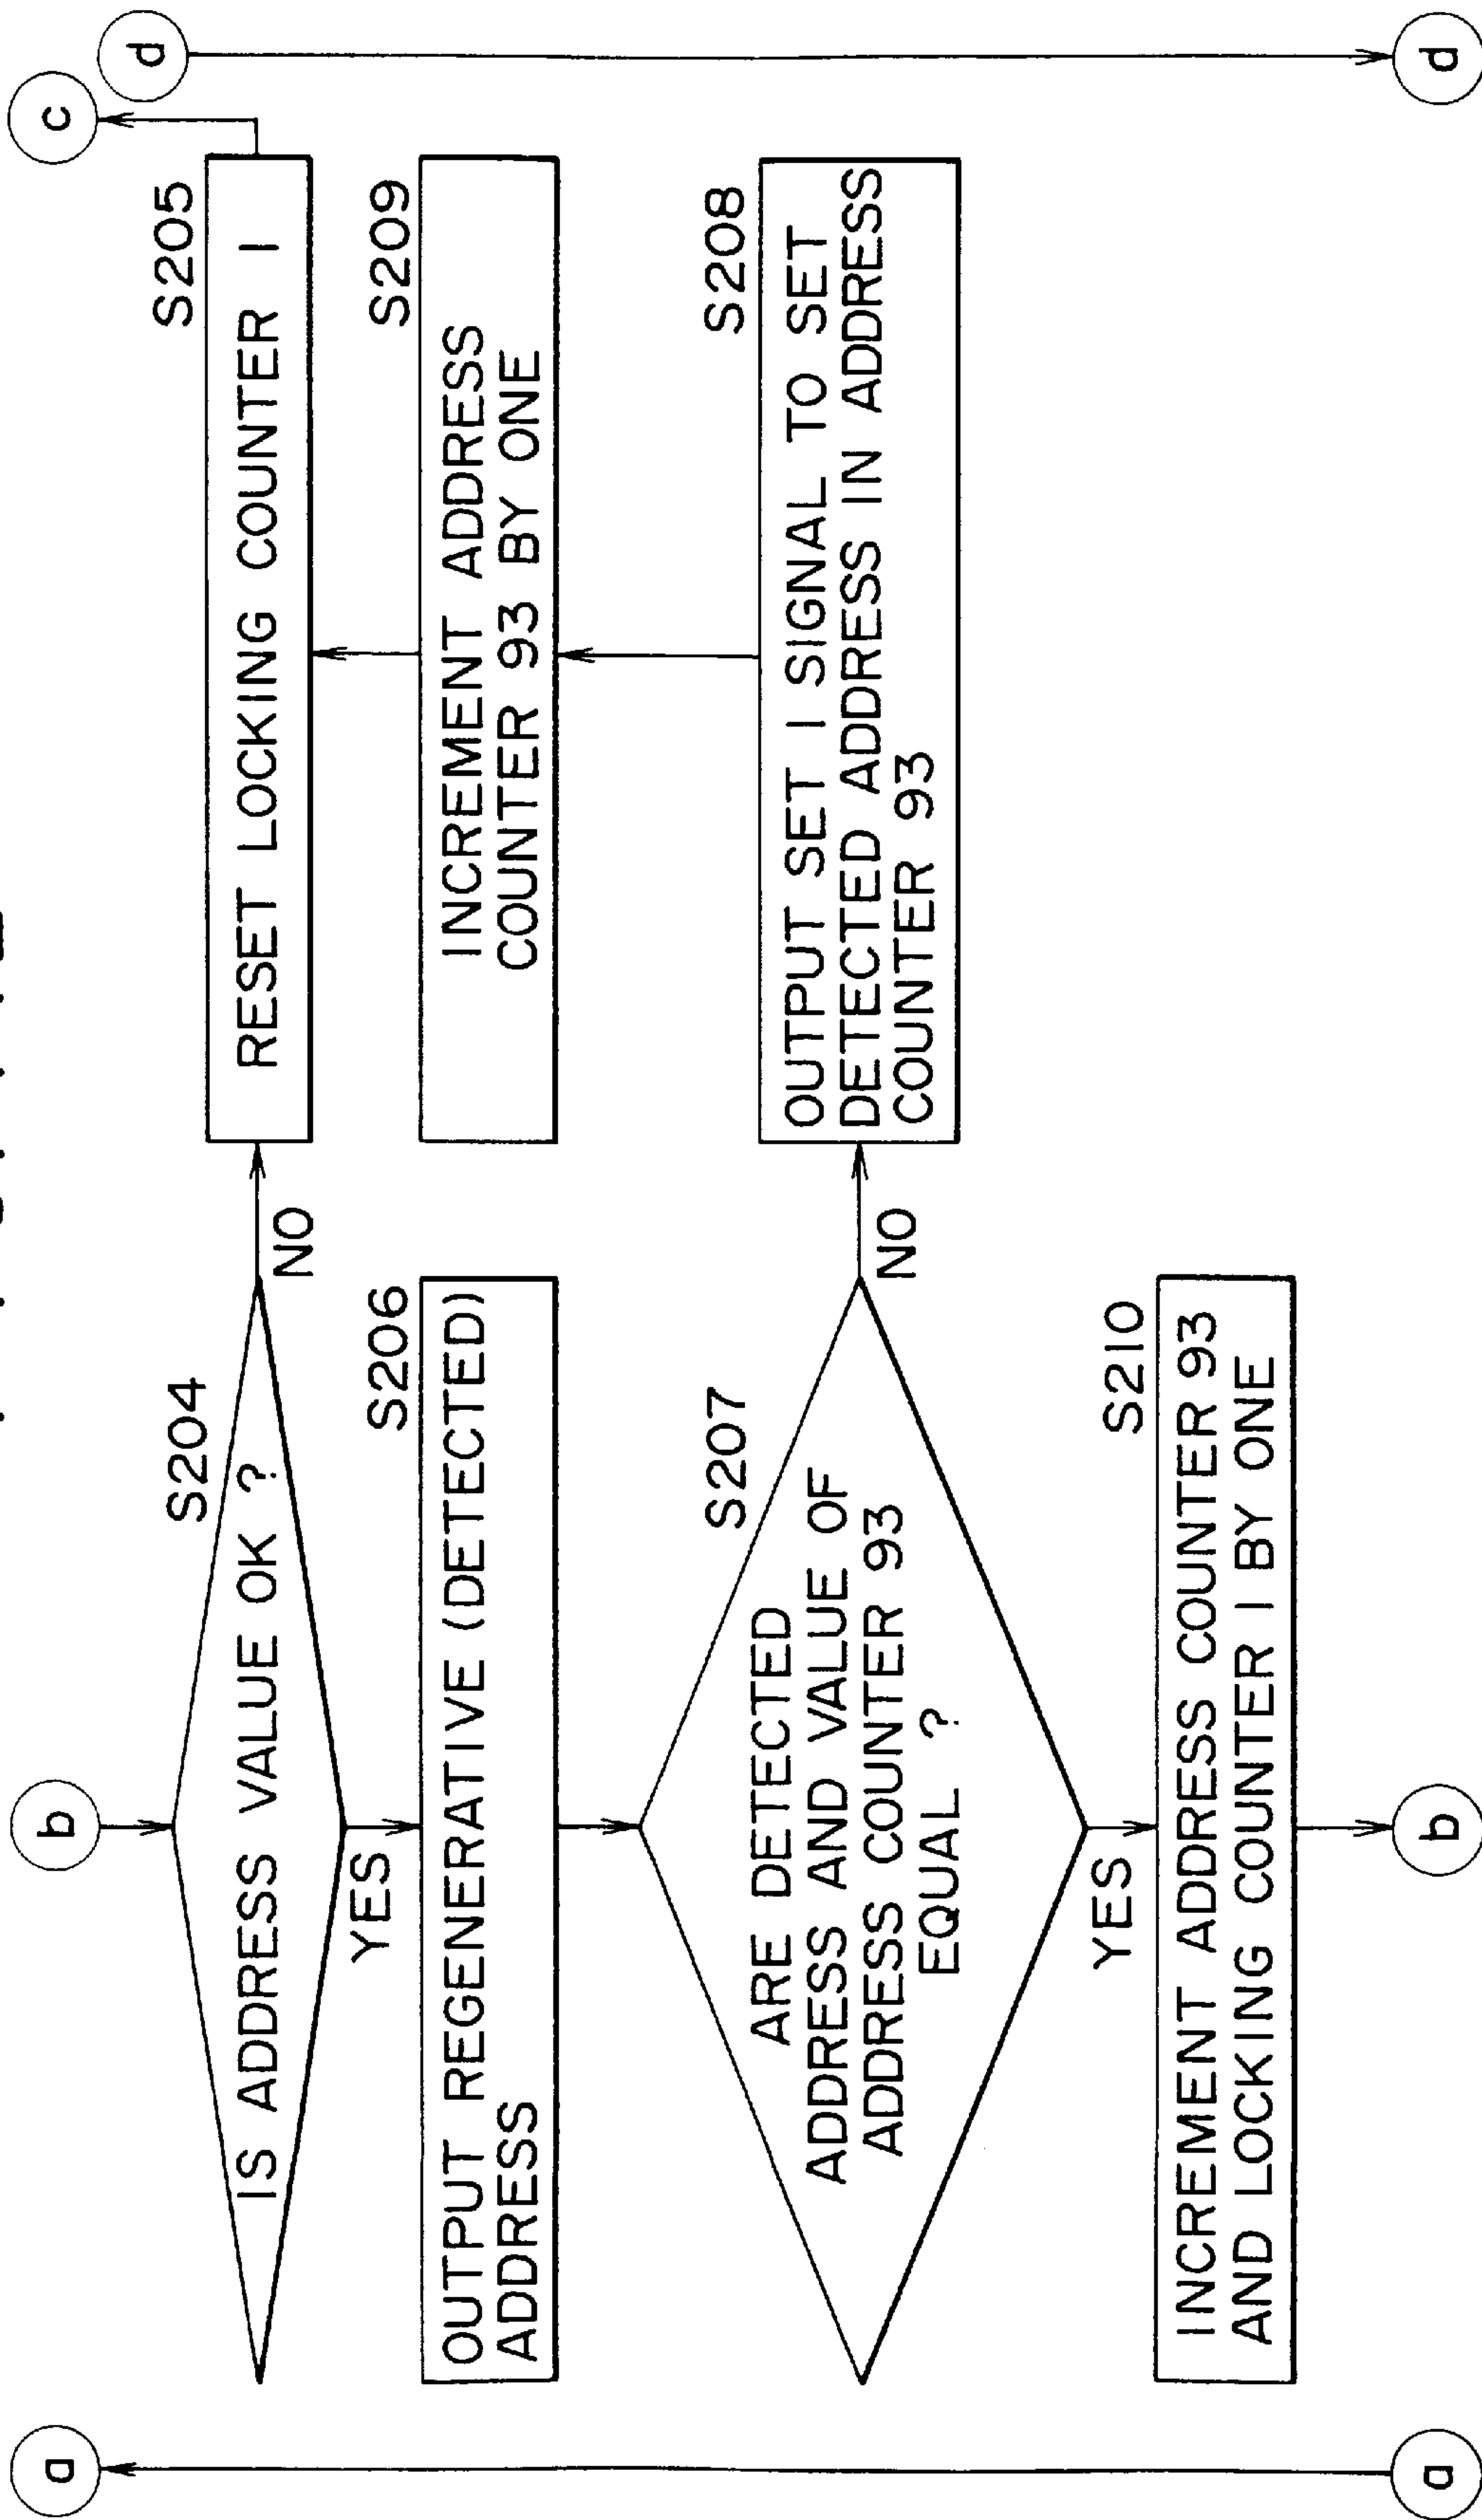 a
b
c
d
S204
IS ADDRESS VALUE OK ?
NO
YES
S205
RESET LOCKING COUNTER 1
S206
OUTPUT REGENERATIVE (DETECTED)
ADDRESS
S209
INCREMENT ADDRESS
COUNTER 93 BY ONE
S207
ARE DETECTED
ADDRESS AND VALUE OF
ADDRESS COUNTER 93
EQUAL ?
NO
YES
S208
OUTPUT SET 1 SIGNAL TO SET
DETECTED ADDRESS IN ADDRESS
COUNTER 93
S210
INCREMENT ADDRESS COUNTER 93
AND LOCKING COUNTER 1 BY ONE
a
b
d